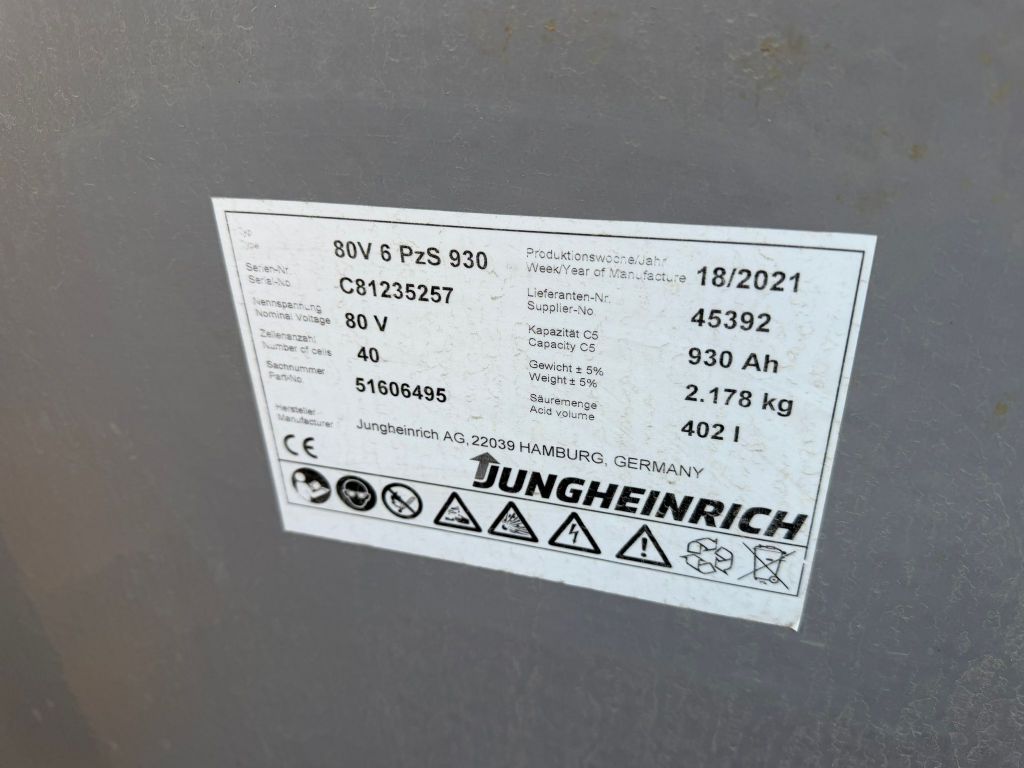 Typ
Type
80V 6 PzS 930
Serien-Nr.
Serial-No.
C81235257
Nennspannung
Nominal Voltage
80 V
Zellenanzahl
Number of cells
40
Sachnummer
Part-No.
51606495
Produktionswoche/Jahr
Week/Year of Manufacture
18/2021
Lieferanten-Nr.
Supplier-No.
45392
Kapazität C5
Capacity C5
930 Ah
Gewicht ± 5%
Weight ± 5%
2.178 kg
Säuremenge
Acid volume
402 l
Hersteller
Manufacturer
Jungheinrich AG, 22039 HAMBURG, GERMANY
CE
JUNGHEINRICH